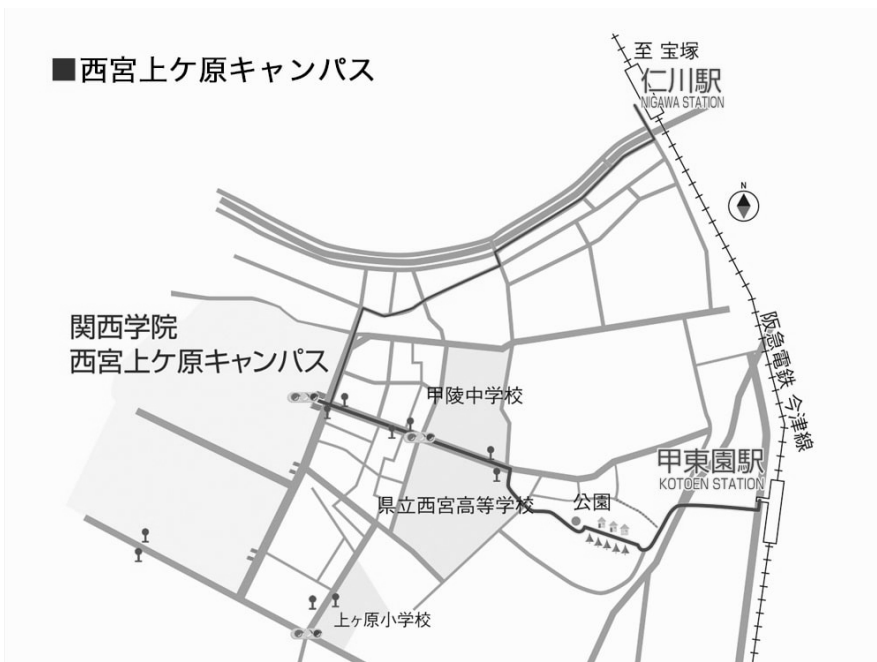 ■西宮上ケ原キャンパス
至 宝塚
仁川駅
NIGAWA STATION
N
阪急電鉄 今津線
関西学院
西宮上ケ原キャンパス
甲陵中学校
甲東園駅
KOTOEN STATION
県立西宮高等学校
公園
上ヶ原小学校